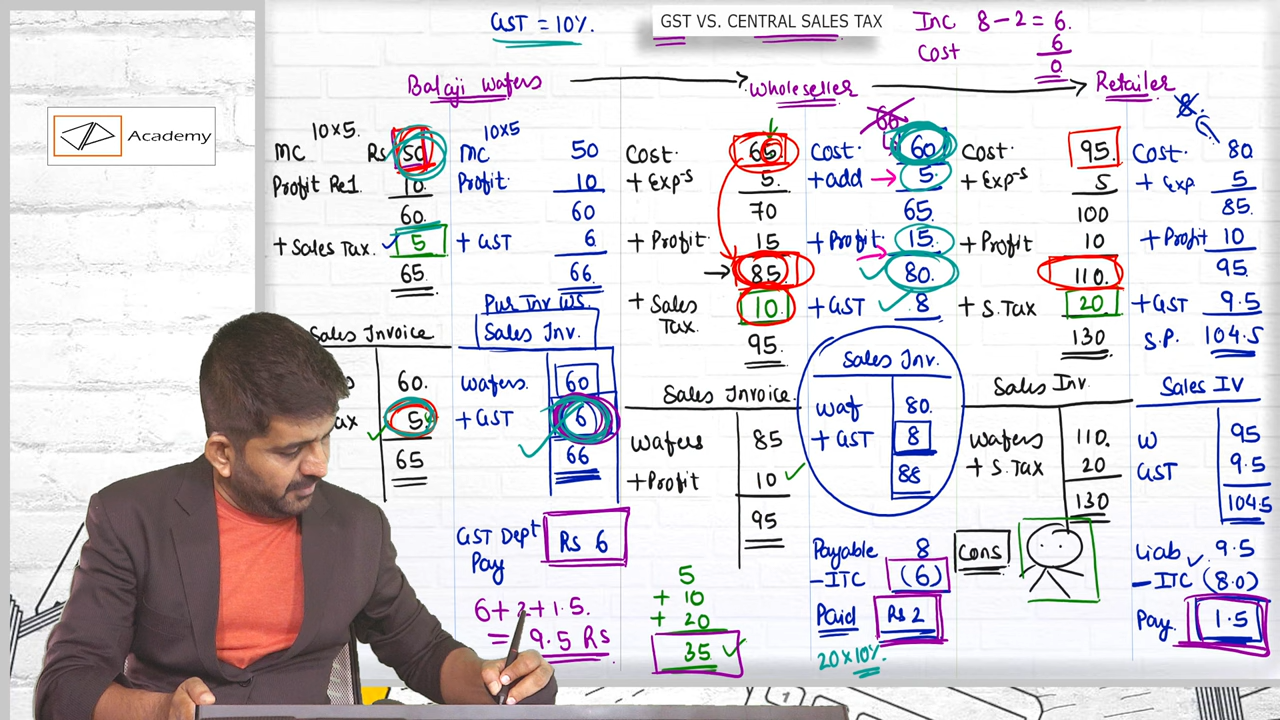 GST = 10%.
GST VS. CENTRAL SALES TAX
Inc 8 - 2 = 6.
Cost 6
0
Balaji Wafers
Wholeseller
Retailer
Academy
10x5.
MC Rs 50
Profit Re1 10.
60.
+ Sales Tax. 5
65.
Sales Invoice
60.
ax 5
65
10x5
MC 50
Profit. 10
60
+ GST 6
66
Pur Inv WS.
Sales Inv.
Wafers. 60
+ GST 6
66
GST Dept Rs 6
Pay
6+2+1.5.
= 9.5 Rs
Cost. 65
+ Exp-s 5.
70
+ Profit. 15
85
+ Sales 10.
Tax.
95.
Sales Invoice.
Wafers 85
+Profit 10
95
5
+ 10
+ 20
35
66
Cost. 60
+add 5.
65.
+Profit. 15.
80.
+ GST 8
Sales Inv.
Waf 80.
+ GST 8
88
Payable 8
-ITC (6)
Paid Rs 2
20x10%
Cost. 95.
+ Exp-s 5
100
+ Profit 10
110.
+ S.Tax 20
130
Sales Inv.
Wafers 110.
+ S.Tax 20
130
Cons
8.
Cost. 80
+ Exp 5
85.
+ Profit 10
95
+GST 9.5
S.P. 104.5
Sales IV
W 95
GST 9.5
104.5
Liab 9.5
-ITC (8.0)
Pay. 1.5